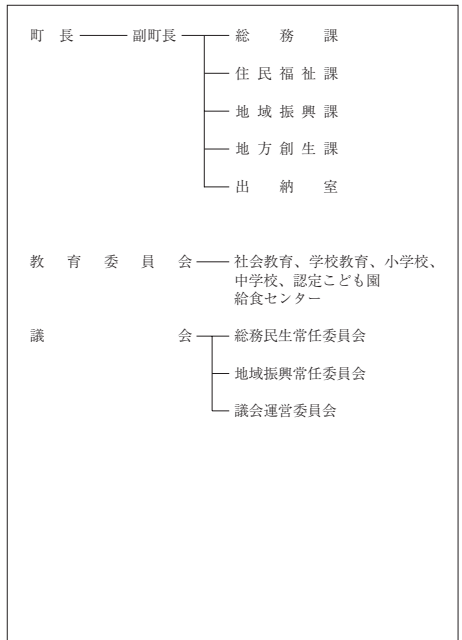 町長 副町長 総務課
住民福祉課
地域振興課
地方創生課
出納室
教育委員会 社会教育、学校教育、小学校、
中学校、認定こども園
給食センター
議会 総務民生常任委員会
地域振興常任委員会
議会運営委員会